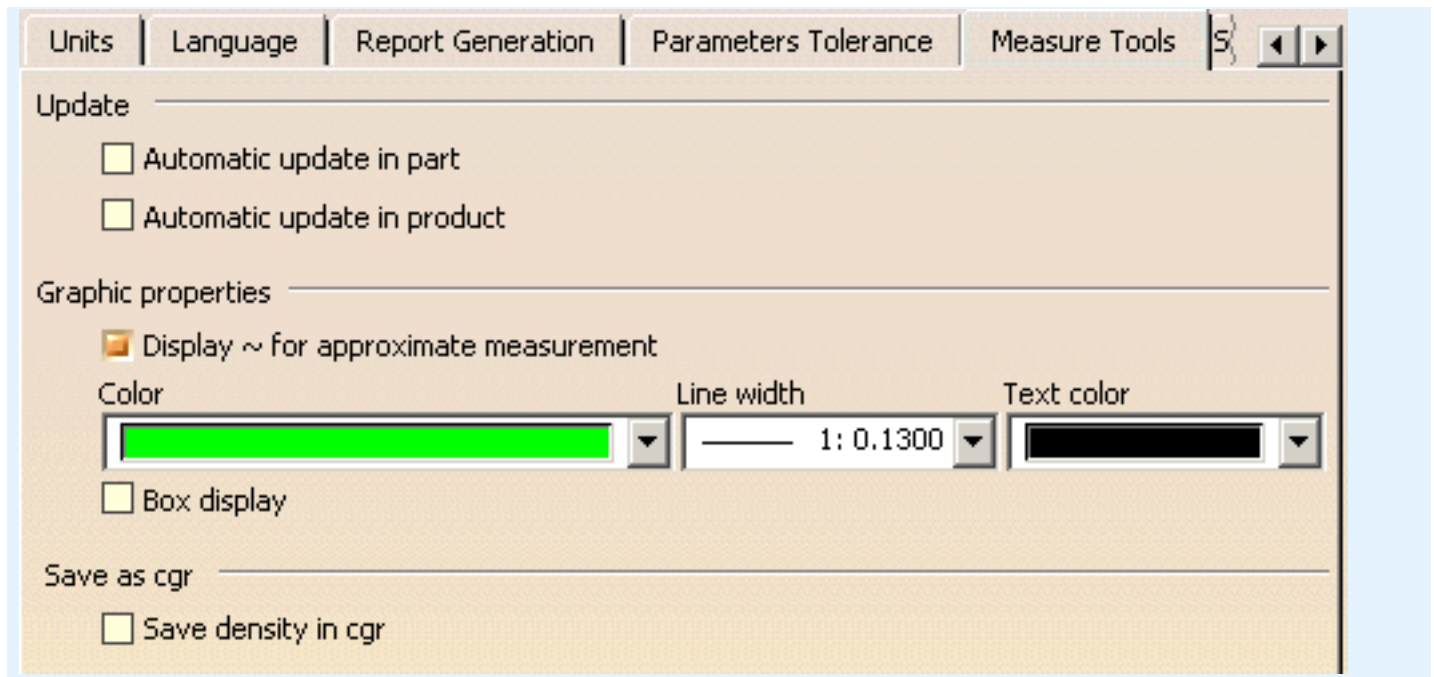 Units Language Report Generation Parameters Tolerance Measure Tools S
Update
Automatic update in part
Automatic update in product
Graphic properties
Display ~ for approximate measurement
Color Line width Text color
1: 0.1300
Box display
Save as cgr
Save density in cgr